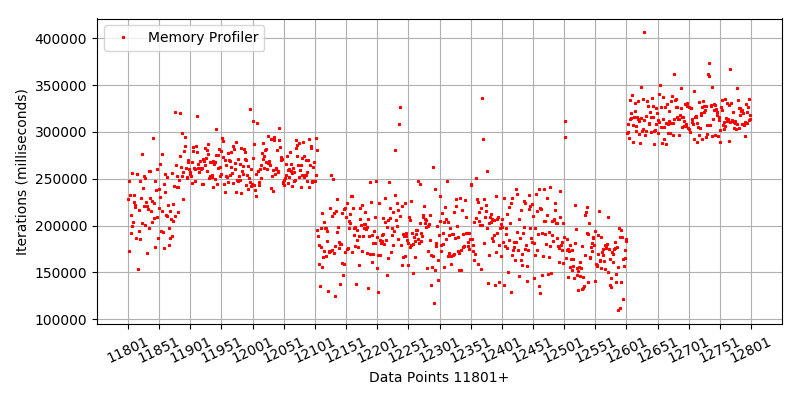 Memory Profiler
400000
350000
300000
250000
200000
150000
100000
Iterations (milliseconds)
11801 11851 11901 11951 12001 12051 12101 12151 12201 12251 12301 12351 12401 12451 12501 12551 12601 12651 12701 12751 12801
Data Points 11801+